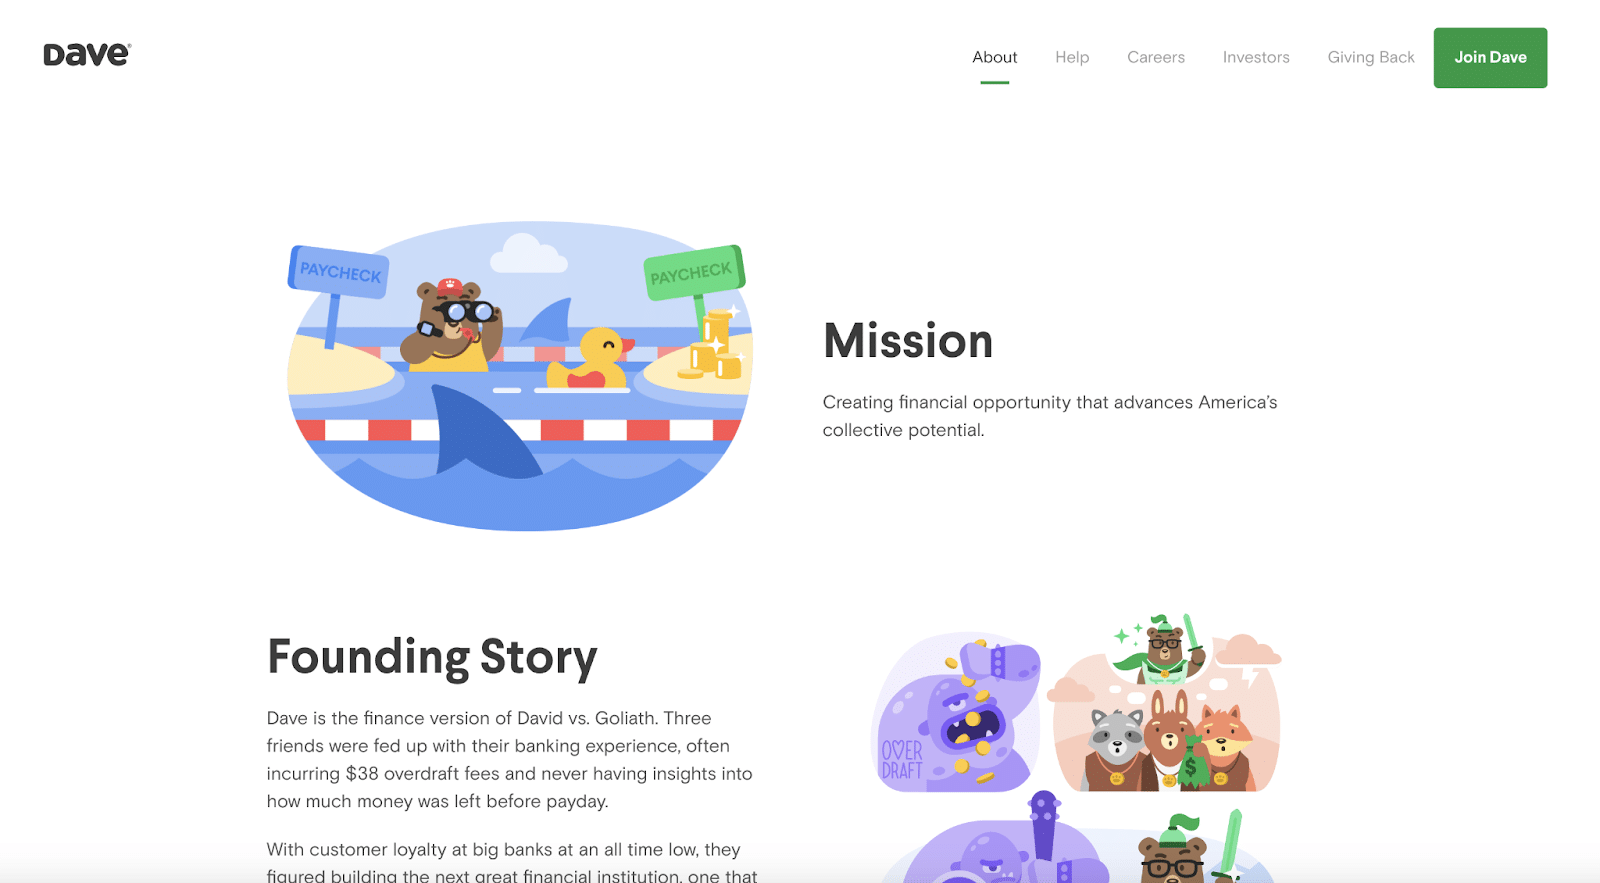 Dave®
About Help Careers Investors Giving Back Join Dave
PAYCHECK
PAYCHECK
Mission
Creating financial opportunity that advances America’s
collective potential.
Founding Story
Dave is the finance version of David vs. Goliath. Three
friends were fed up with their banking experience, often
incurring $38 overdraft fees and never having insights into
how much money was left before payday.
With customer loyalty at big banks at an all time low, they
figured building the next great financial institution, one that
OVER
DRAFT
$